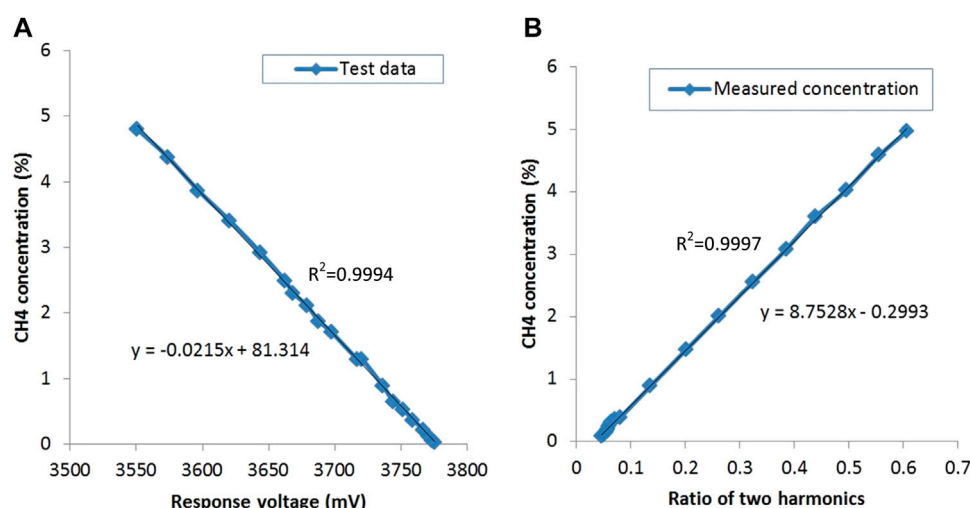 A
6
5
4
3
2
1
0
3500 3550 3600 3650 3700 3750 3800
CH4 concentration (%)
Response voltage (mV)
Test data
R²=0.9994
y = -0.0215x + 81.314
B
6
5
4
3
2
1
0
0 0.1 0.2 0.3 0.4 0.5 0.6 0.7
CH4 concentration (%)
Ratio of two harmonics
Measured concentration
R²=0.9997
y = 8.7528x - 0.2993